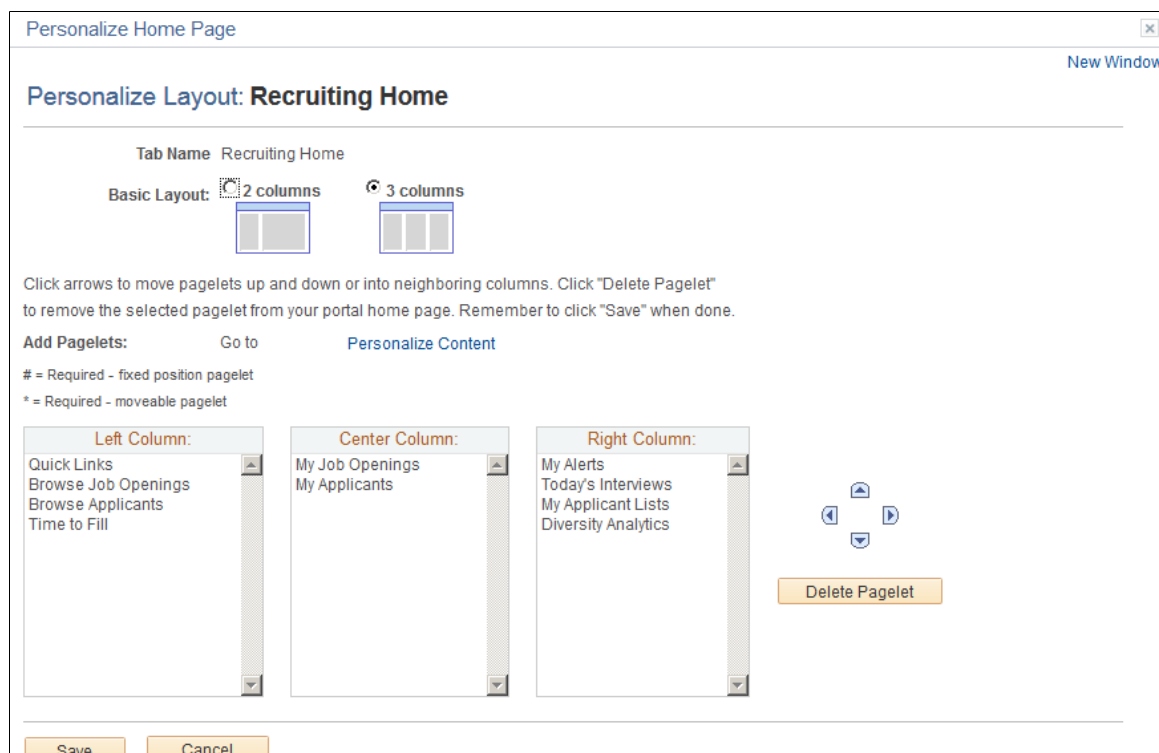 Personalize Home Page
New Window
Personalize Layout: Recruiting Home
Tab Name Recruiting Home
Basic Layout: 2 columns 3 columns
Click arrows to move pagelets up and down or into neighboring columns. Click "Delete Pagelet"
to remove the selected pagelet from your portal home page. Remember to click "Save" when done.
Add Pagelets: Go to Personalize Content
# = Required - fixed position pagelet
* = Required - moveable pagelet
Left Column:
Quick Links
Browse Job Openings
Browse Applicants
Time to Fill
Center Column:
My Job Openings
My Applicants
Right Column:
My Alerts
Today's Interviews
My Applicant Lists
Diversity Analytics
Delete Pagelet
Save Cancel